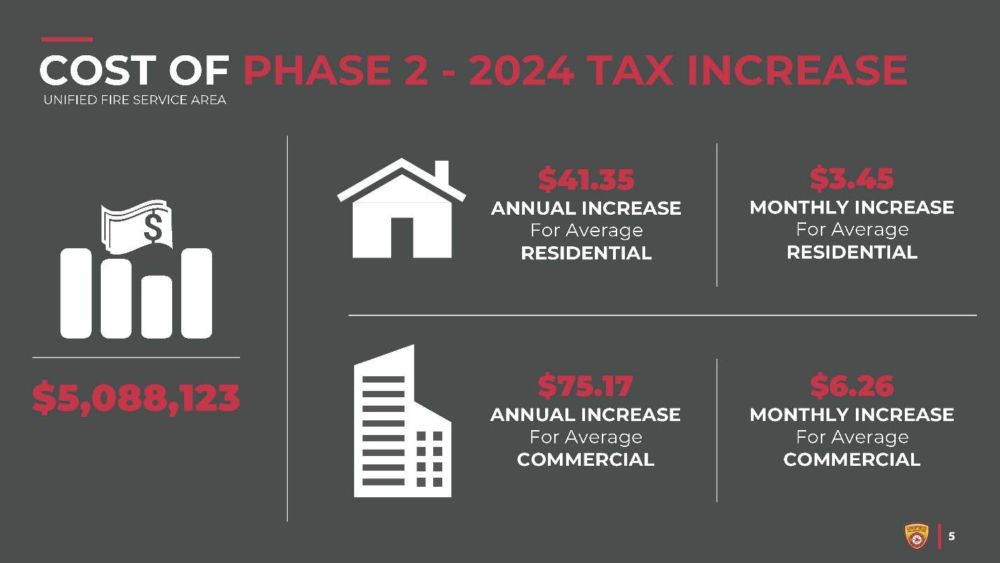 COST OF PHASE 2 - 2024 TAX INCREASE
UNIFIED FIRE SERVICE AREA
$
$5,088,123
$41.35
ANNUAL INCREASE
For Average
RESIDENTIAL
$3.45
MONTHLY INCREASE
For Average
RESIDENTIAL
$75.17
ANNUAL INCREASE
For Average
COMMERCIAL
$6.26
MONTHLY INCREASE
For Average
COMMERCIAL
UNIFIED
5